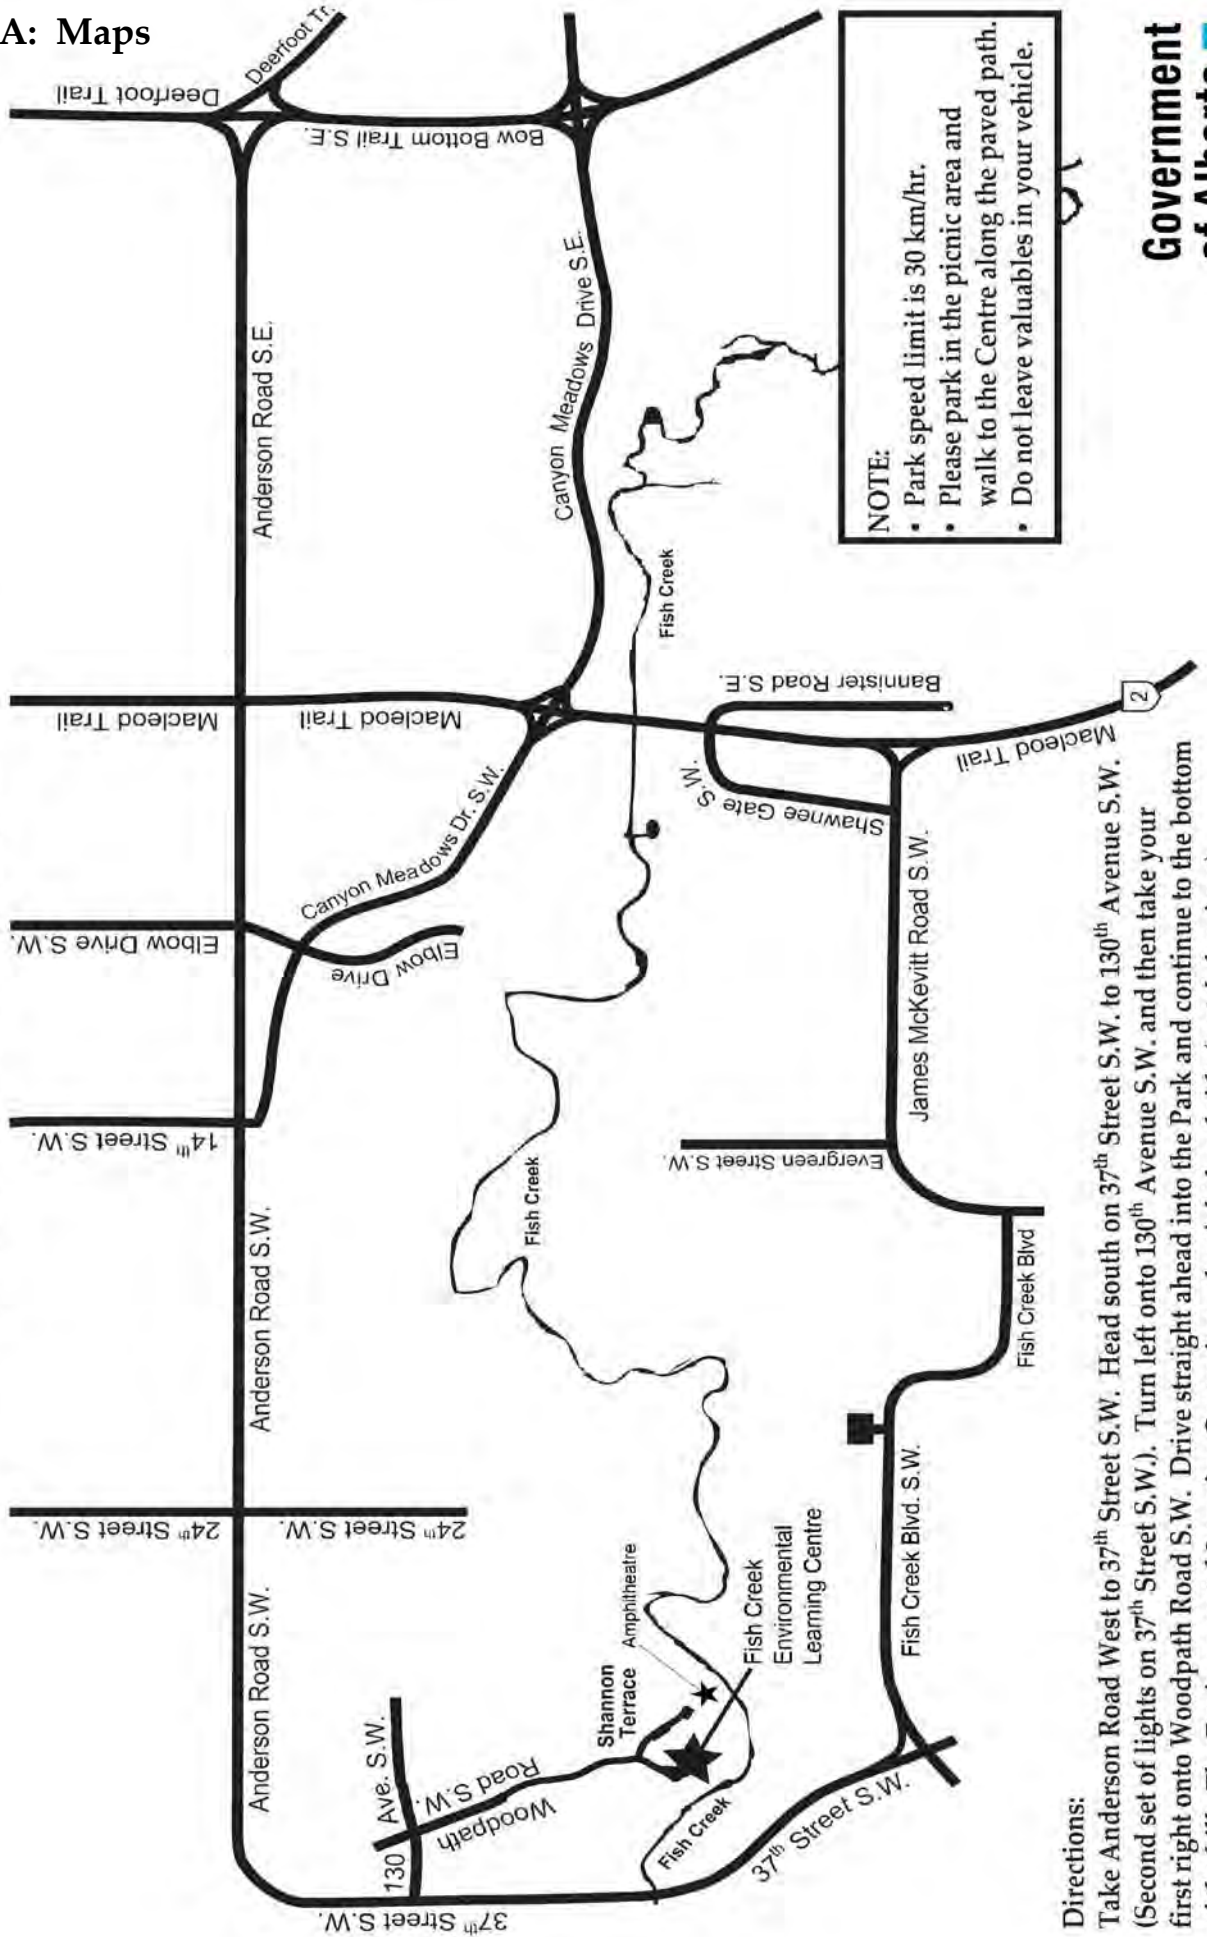 A: Maps
Deerfoot Trail
Deerfoot Tr.
Bow Bottom Trail S.E.
Anderson Road S.E.
Canyon Meadows Drive S.E.
Macleod Trail
Macleod Trail
Macleod Trail
Canyon Meadows Dr. S.W.
Elbow Drive S.W.
Elbow Drive
14th Street S.W.
Anderson Road S.W.
24th Street S.W.
24th Street S.W.
Anderson Road S.W.
130 Ave. S.W.
Woodpath
Road S.W.
37th Street S.W.
Shannon
Terrace
Amphitheatre
Fish Creek
Environmental
Learning Centre
Fish Creek
37th Street S.W.
Fish Creek
Fish Creek
Fish Creek Blvd. S.W.
Fish Creek Blvd
Evergreen Street S.W.
James McKevitt Road S.W.
Shawnee Gate S.W.
Bannister Road S.E.
Macleod Trail
2
NOTE:
• Park speed limit is 30 km/hr.
• Please park in the picnic area and
walk to the Centre along the paved path.
• Do not leave valuables in your vehicle.
Government
Directions:
Take Anderson Road West to 37th Street S.W. Head south on 37th Street S.W. to 130th Avenue S.W.
(Second set of lights on 37th Street S.W.). Turn left onto 130th Avenue S.W. and then take your
first right onto Woodpath Road S.W. Drive straight ahead into the Park and continue to the bottom